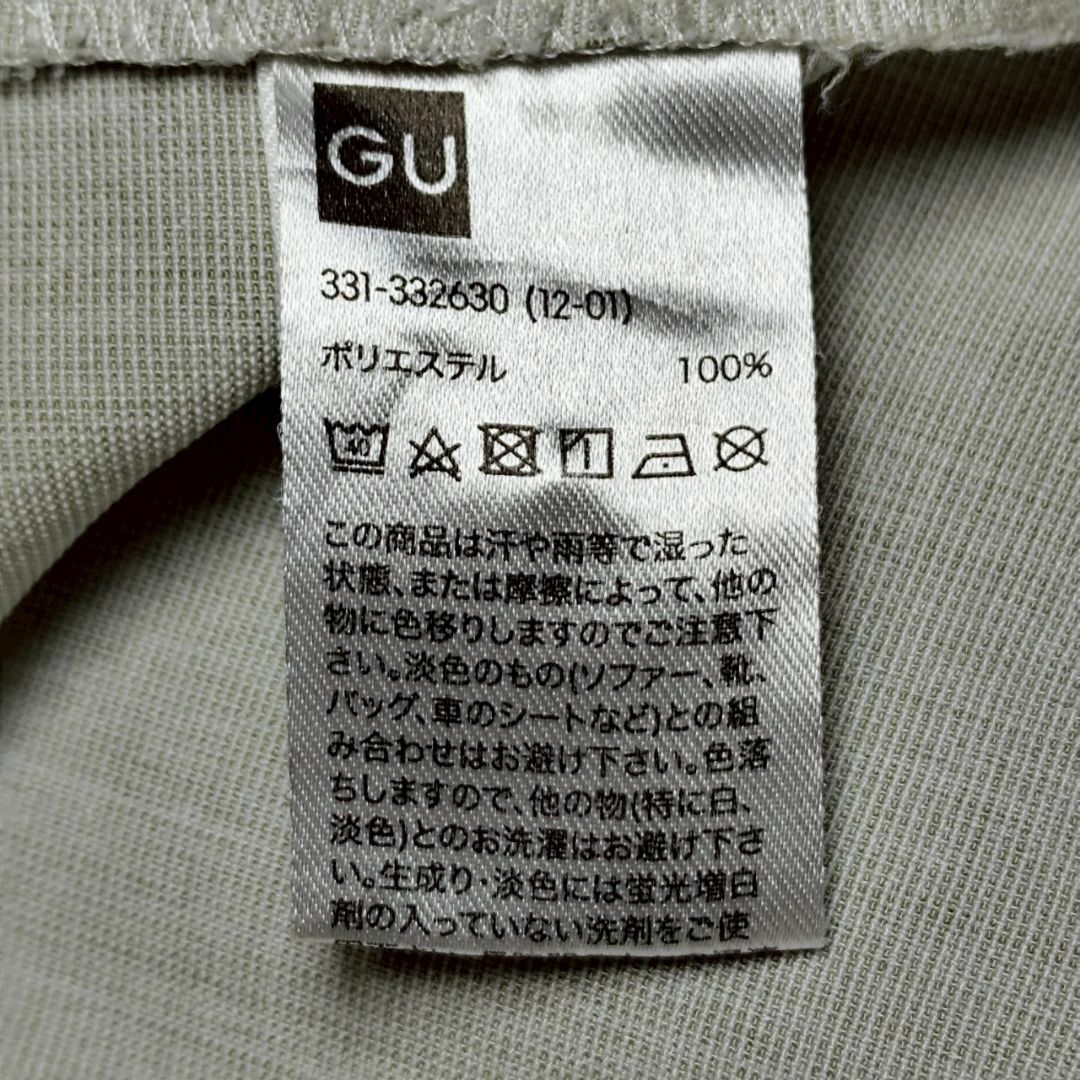 GU
331-332630 (12-01)
ポリエステル 100%
40
この商品は汗や雨等で湿った
状態、または摩擦によって、他の
物に色移りしますのでご注意下
さい。淡色のもの(ソファー、靴、
バッグ、車のシートなど)との組
み合わせはお避け下さい。色落
ちしますので、他の物(特に白、
淡色)とのお洗濯はお避け下さ
い。生成り・淡色には蛍光増白
剤の入っていない洗剤をご使